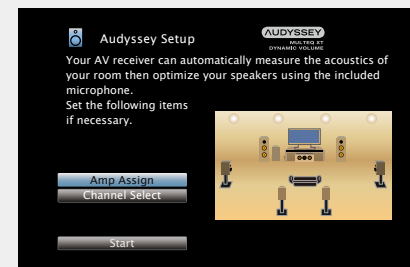 Audyssey Setup
AUDYSSEY
MULTEQ XT
DYNAMIC VOLUME
Your AV receiver can automatically measure the acoustics of
your room then optimize your speakers using the included
microphone.
Set the following items
if necessary.
Amp Assign
Channel Select
Start